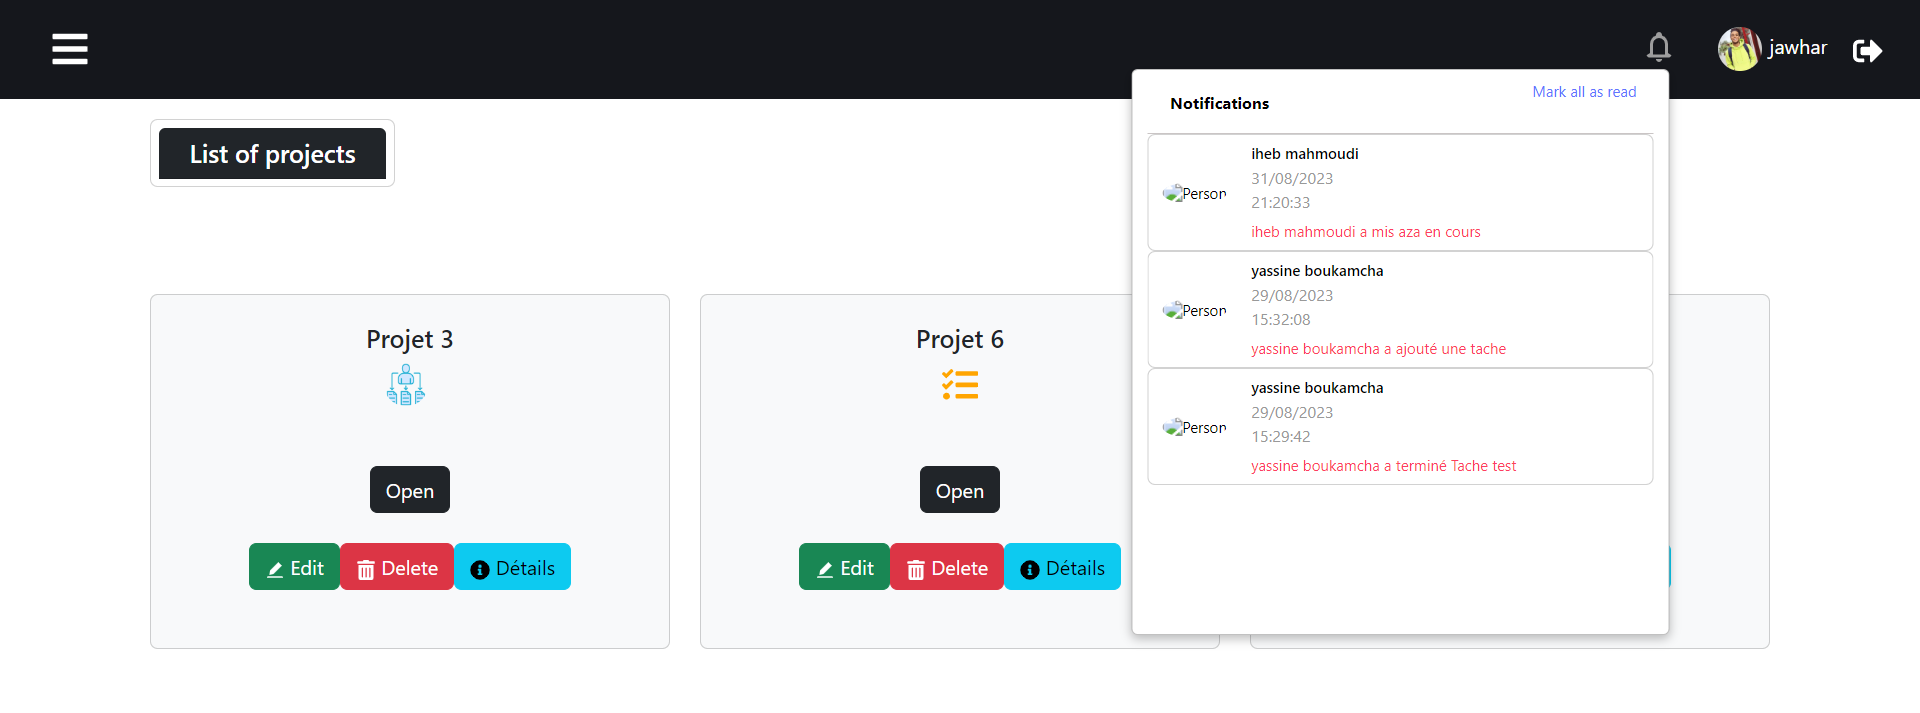 jawhar
Notifications
Mark all as read
iheb mahmoudi
31/08/2023
21:20:33
iheb mahmoudi a mis aza en cours
Person
yassine boukamcha
29/08/2023
15:32:08
yassine boukamcha a ajouté une tache
Person
yassine boukamcha
29/08/2023
15:29:42
yassine boukamcha a terminé Tache test
Person
List of projects
Projet 3
Open
Edit Delete Détails
Projet 6
Open
Edit Delete Détails